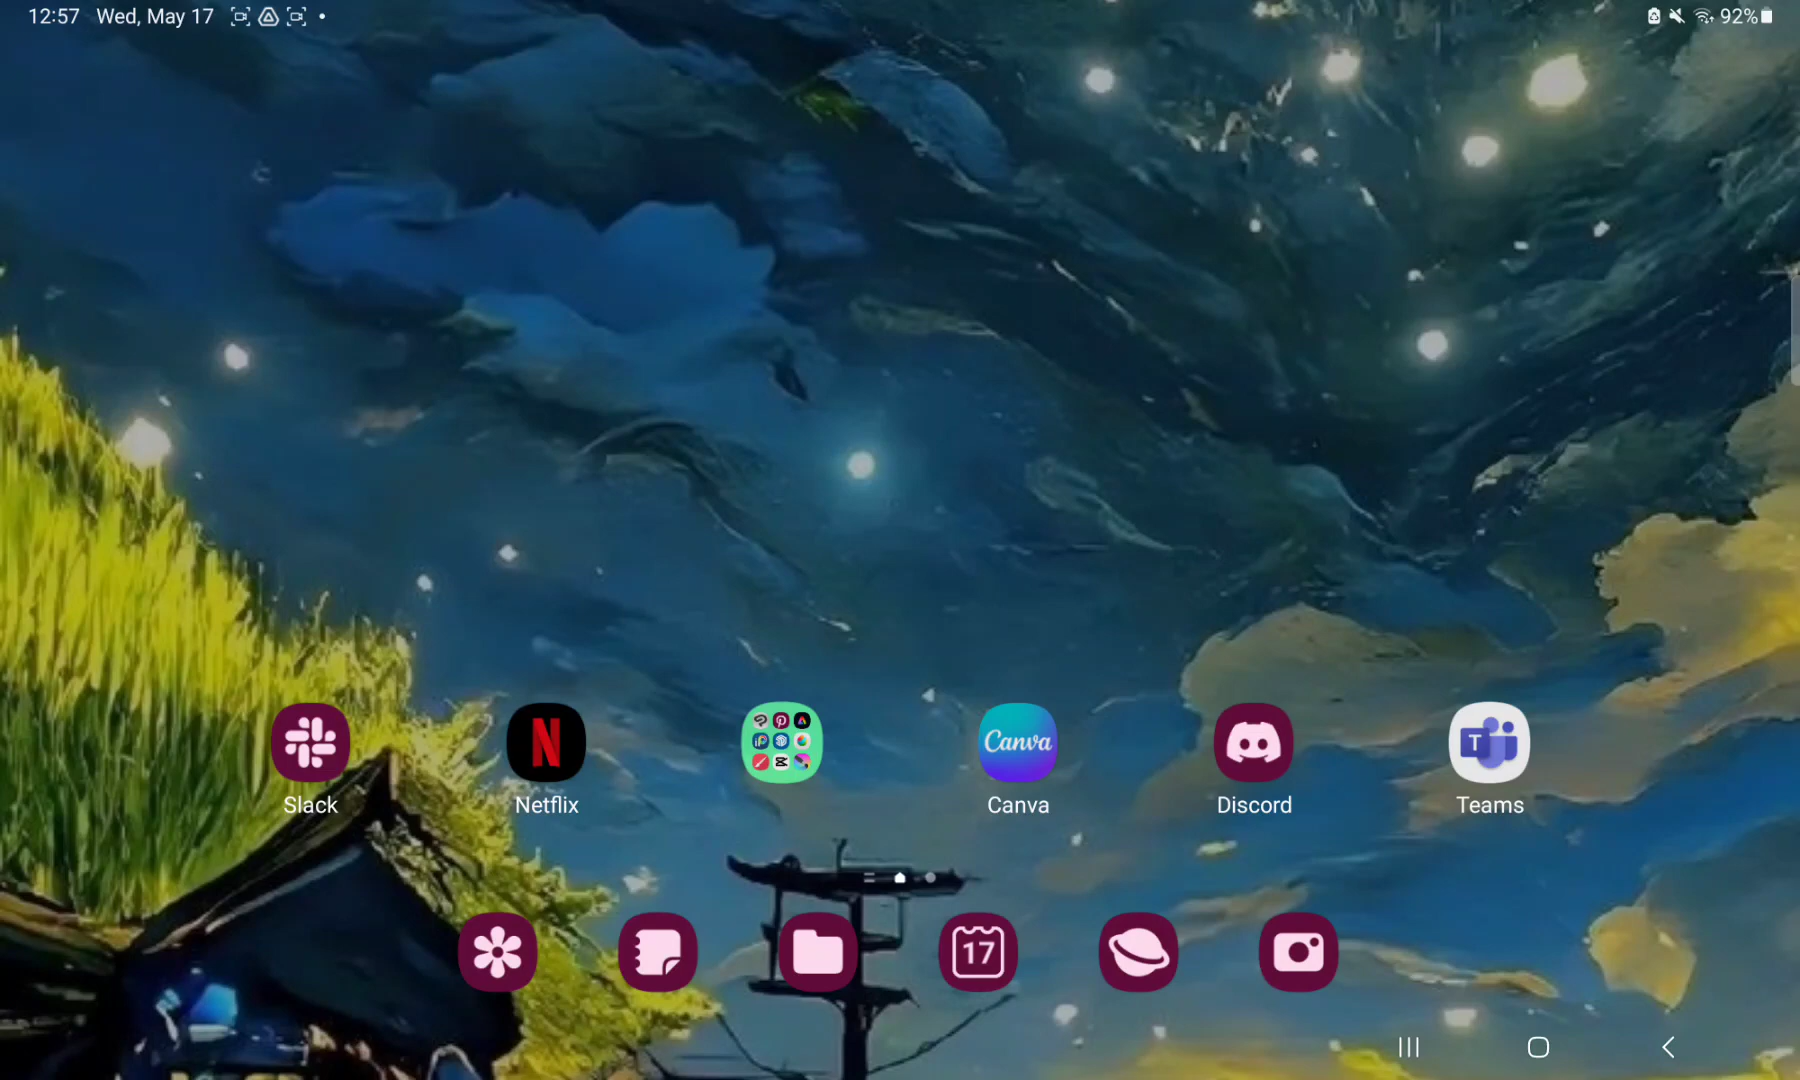 12:57 Wed, May 17
92%
N
Canva
T
Slack
Netflix
Canva
Discord
Teams
17